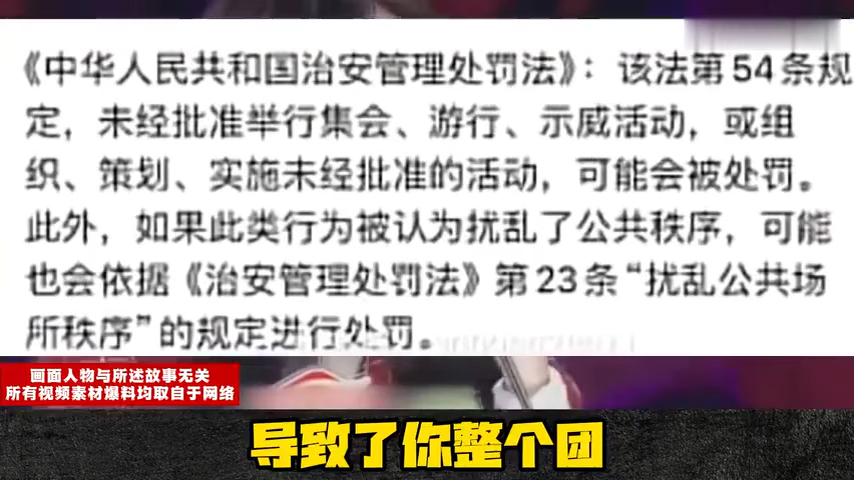 《中华人民共和国治安管理处罚法》：该法第54条规
定，未经批准举行集会、游行、示威活动，或组
织、策划、实施未经批准的活动，可能会被处罚。
此外，如果此类行为被认为扰乱了公共秩序，可能
也会依据《治安管理处罚法》第23条“扰乱公共场
所秩序”的规定进行处罚。
画面人物与所述故事无关
所有视频素材爆料均取自于网络
导致了你整个团